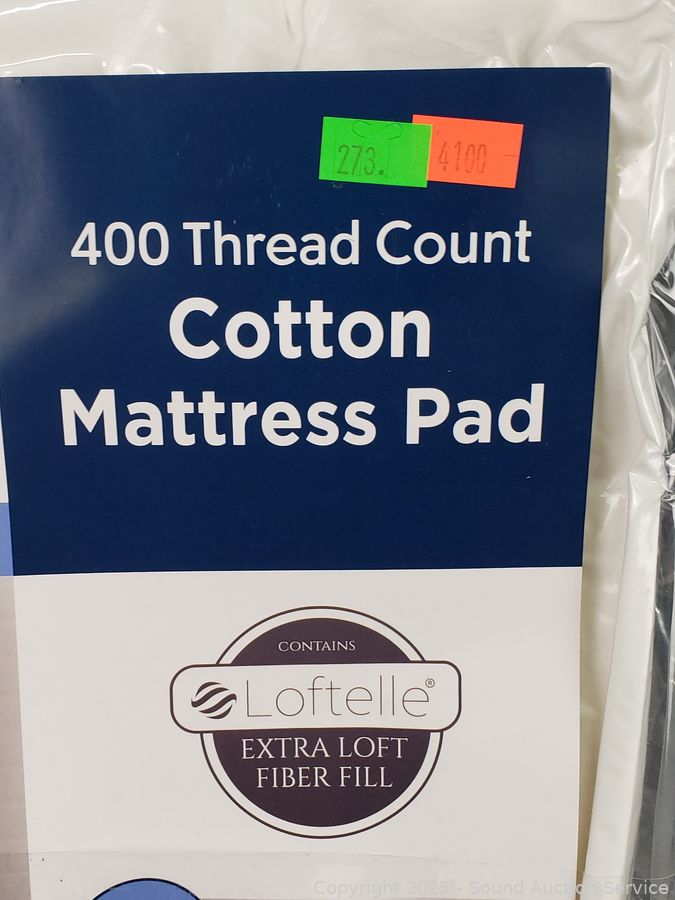 273.
4100
400 Thread Count
Cotton
Mattress Pad
CONTAINS
Loftelle®
EXTRA LOFT
FIBER FILL
Copyright 2025 - Sound Auction Service